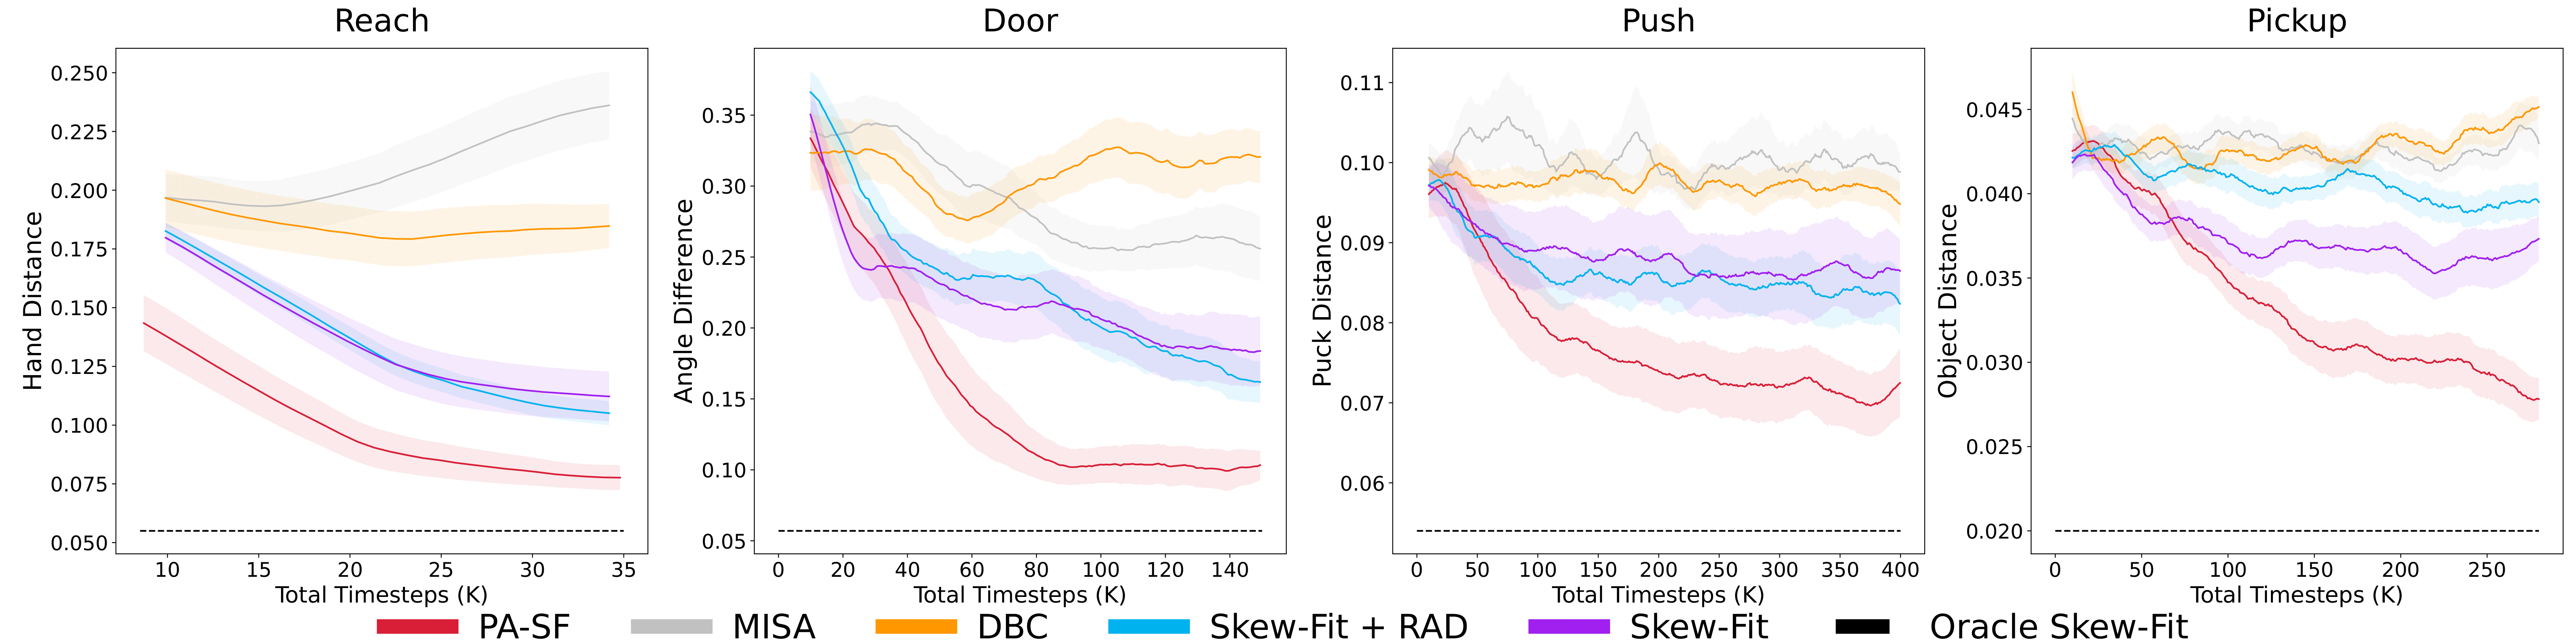 Reach
Door
Push
Pickup
0.250
0.225
0.200
0.175
0.150
0.125
0.100
0.075
0.050
Hand Distance
10 15 20 25 30 35
Total Timesteps (K)
0.35
0.30
0.25
0.20
0.15
0.10
0.05
Angle Difference
0 20 40 60 80 100 120 140
Total Timesteps (K)
0.11
0.10
0.09
0.08
0.07
0.06
Puck Distance
0 50 100 150 200 250 300 350 400
Total Timesteps (K)
0.045
0.040
0.035
0.030
0.025
0.020
Object Distance
0 50 100 150 200 250
Total Timesteps (K)
PA-SF MISA DBC Skew-Fit + RAD Skew-Fit Oracle Skew-Fit